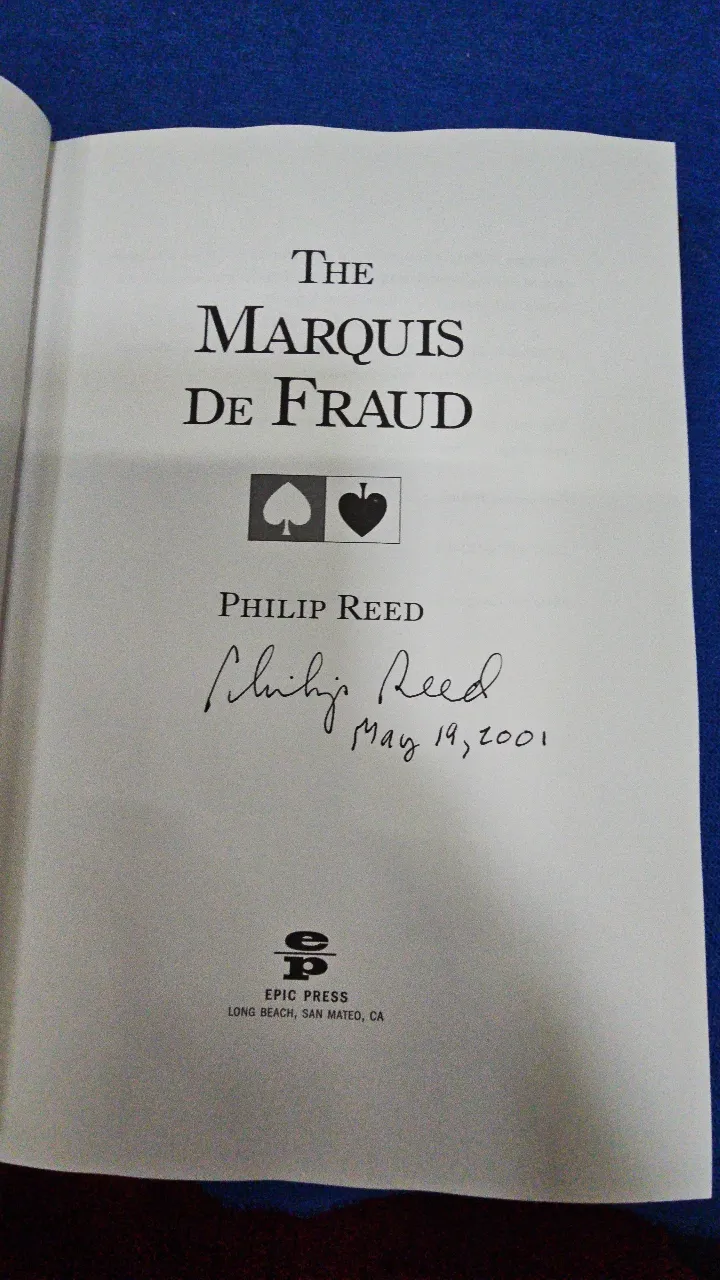 THE
MARQUIS
DE FRAUD
PHILIP REED
Philip Reed
May 19, 2001
ep
EPIC PRESS
LONG BEACH, SAN MATEO, CA